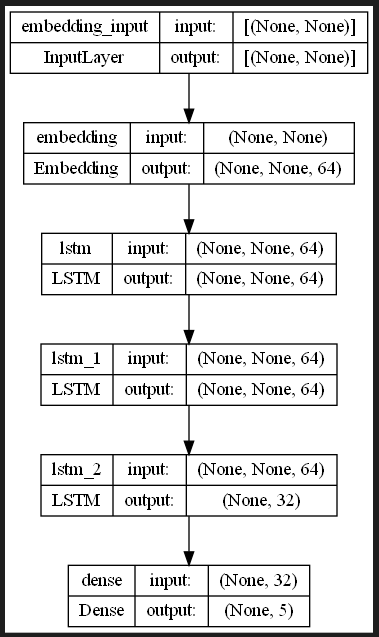 embedding_input input: [(None, None)]
InputLayer output: [(None, None)]
embedding input: (None, None)
Embedding output: (None, None, 64)
lstm input: (None, None, 64)
LSTM output: (None, None, 64)
lstm_1 input: (None, None, 64)
LSTM output: (None, None, 64)
lstm_2 input: (None, None, 64)
LSTM output: (None, 32)
dense input: (None, 32)
Dense output: (None, 5)